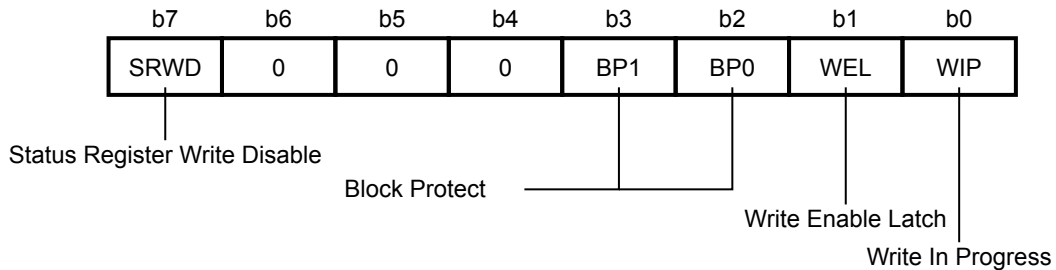 b7 b6 b5 b4 b3 b2 b1 b0
SRWD 0 0 0 BP1 BP0 WEL WIP
Status Register Write Disable
Block Protect
Write Enable Latch
Write In Progress